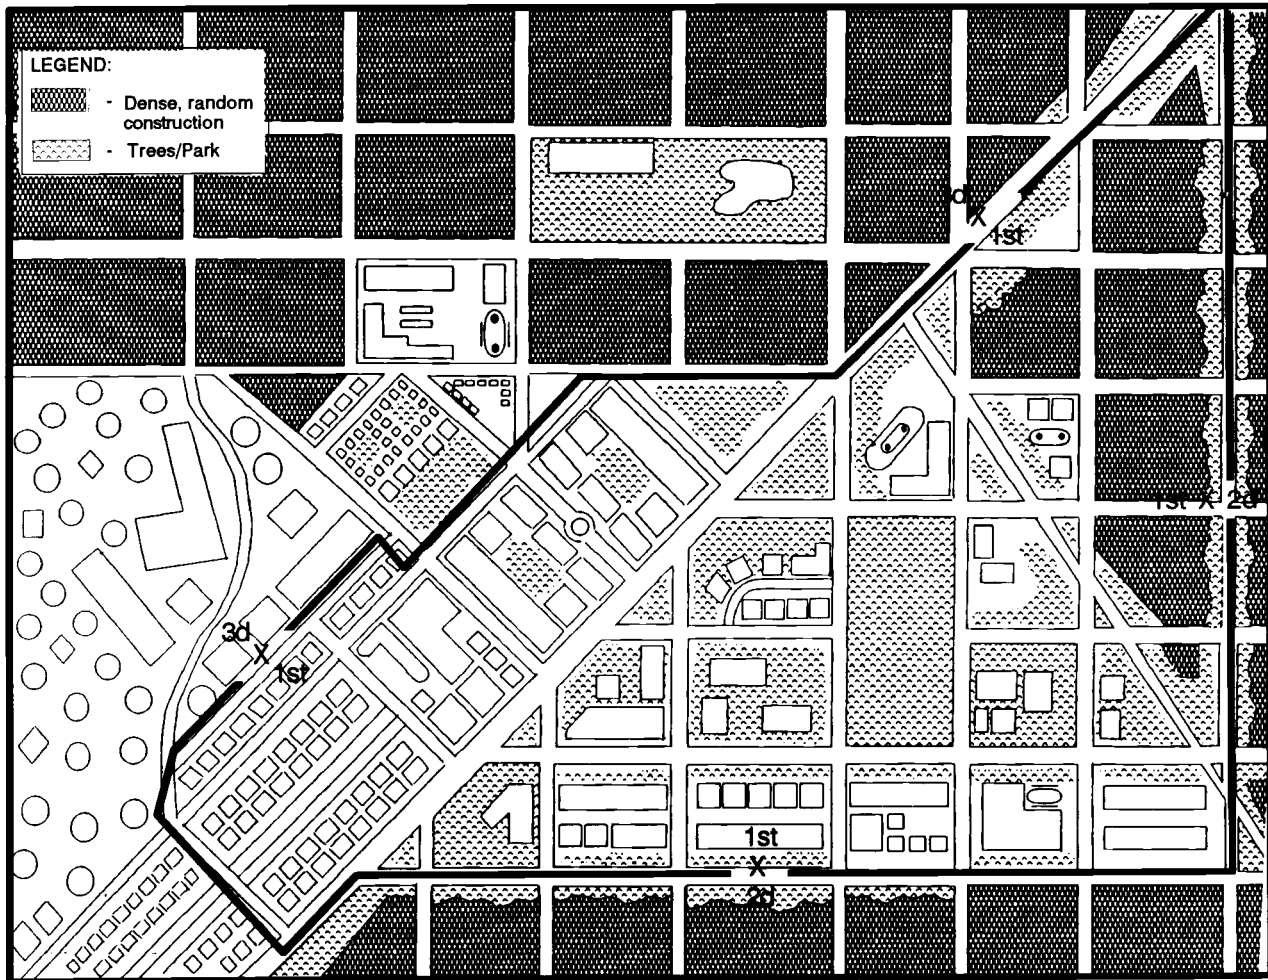 LEGEND:
- Dense, random
construction
- Trees/Park
1st
1st X 2d
3d
X
1st
1st
X
2d